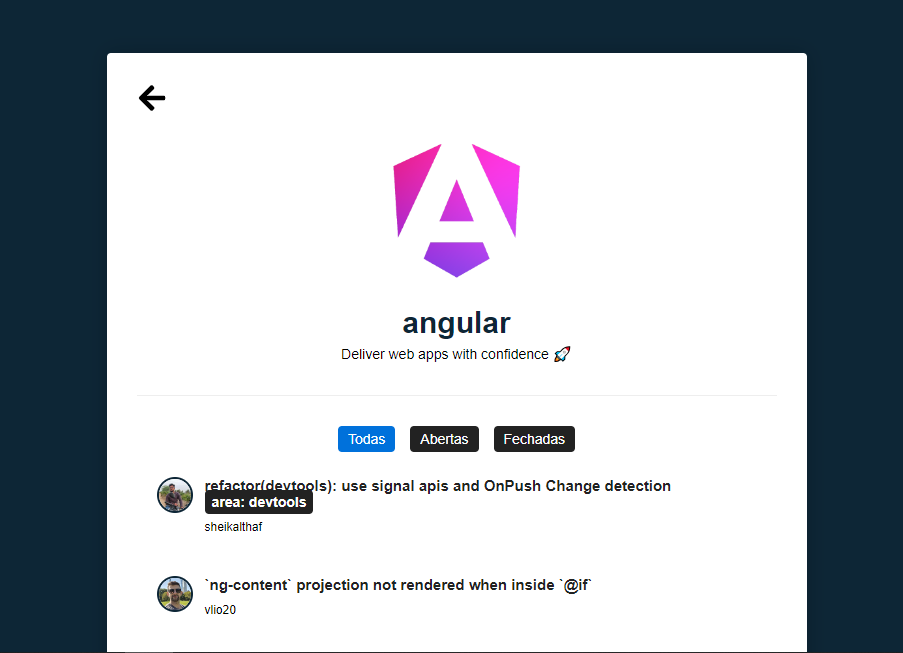 angular
Deliver web apps with confidence 🚀
Todas Abertas Fechadas
refactor(devtools): use signal apis and OnPush Change detection
area: devtools
sheikalthaf
`ng-content` projection not rendered when inside `@if`
vlio20